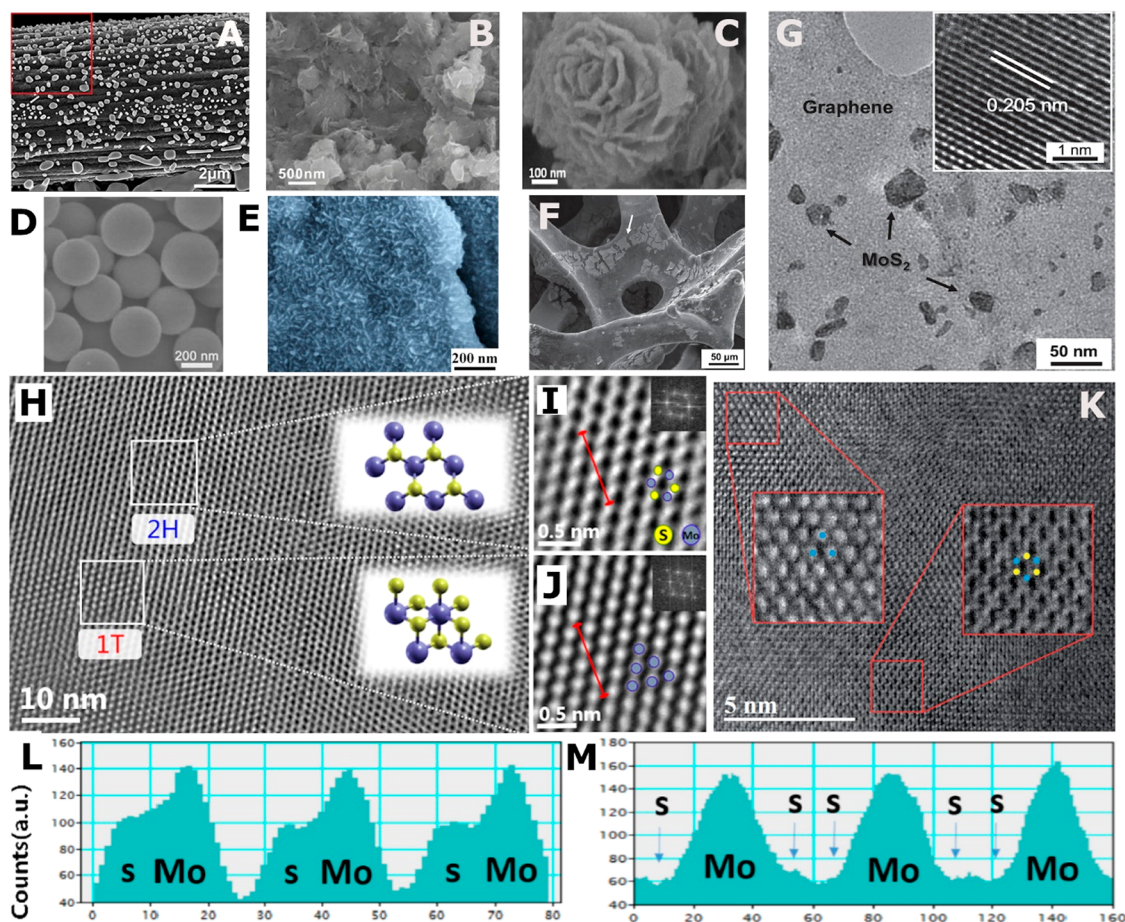 A
2μm
B
500nm
C
100 nm
G
Graphene
0.205 nm
1 nm
MoS2
50 nm
D
200 nm
E
200 nm
F
50 μm
H
2H
1T
10 nm
I
S
Mo
0.5 nm
J
0.5 nm
K
5 nm
L
Counts(a.u.)
160
140
120
100
80
60
40
s Mo s Mo s Mo
0 10 20 30 40 50 60 70 80
M
180
160
140
120
100
80
60
40
S S S S S
Mo Mo Mo
0 20 40 60 80 100 120 140 160